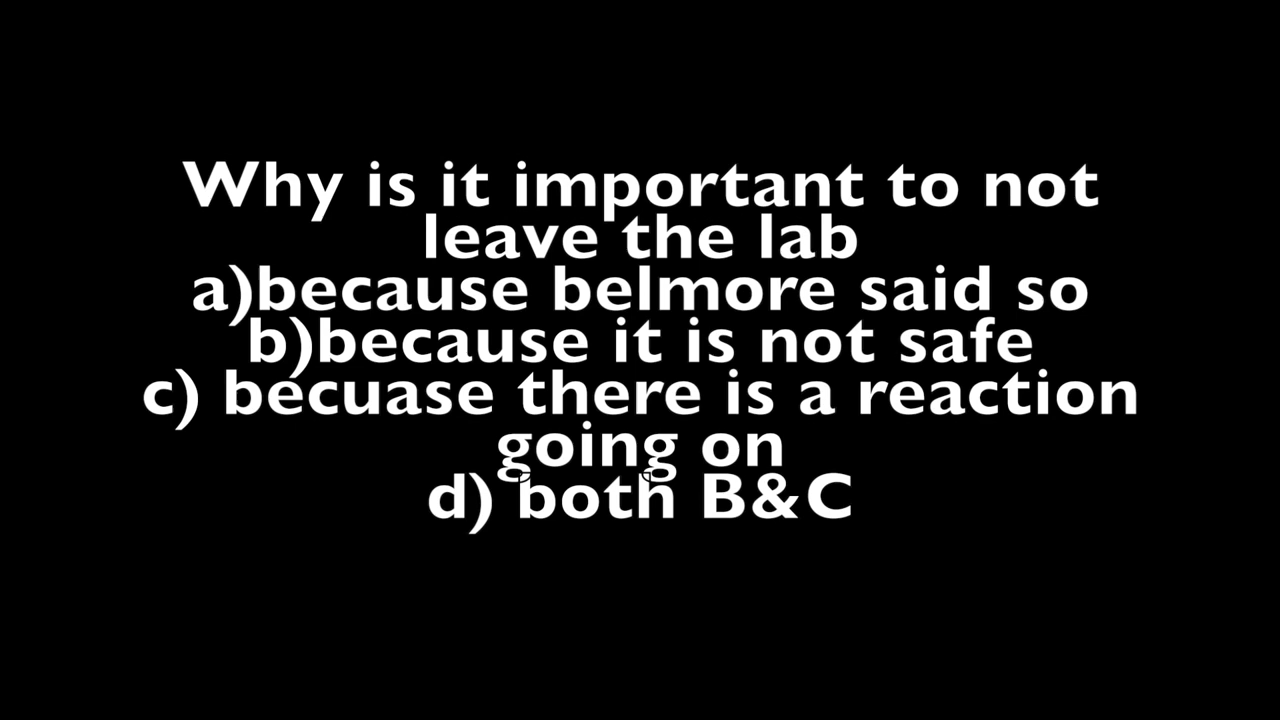 Why is it important to not
leave the lab
a)because belmore said so
b)because it is not safe
c) becuase there is a reaction
going on
d) both B&C